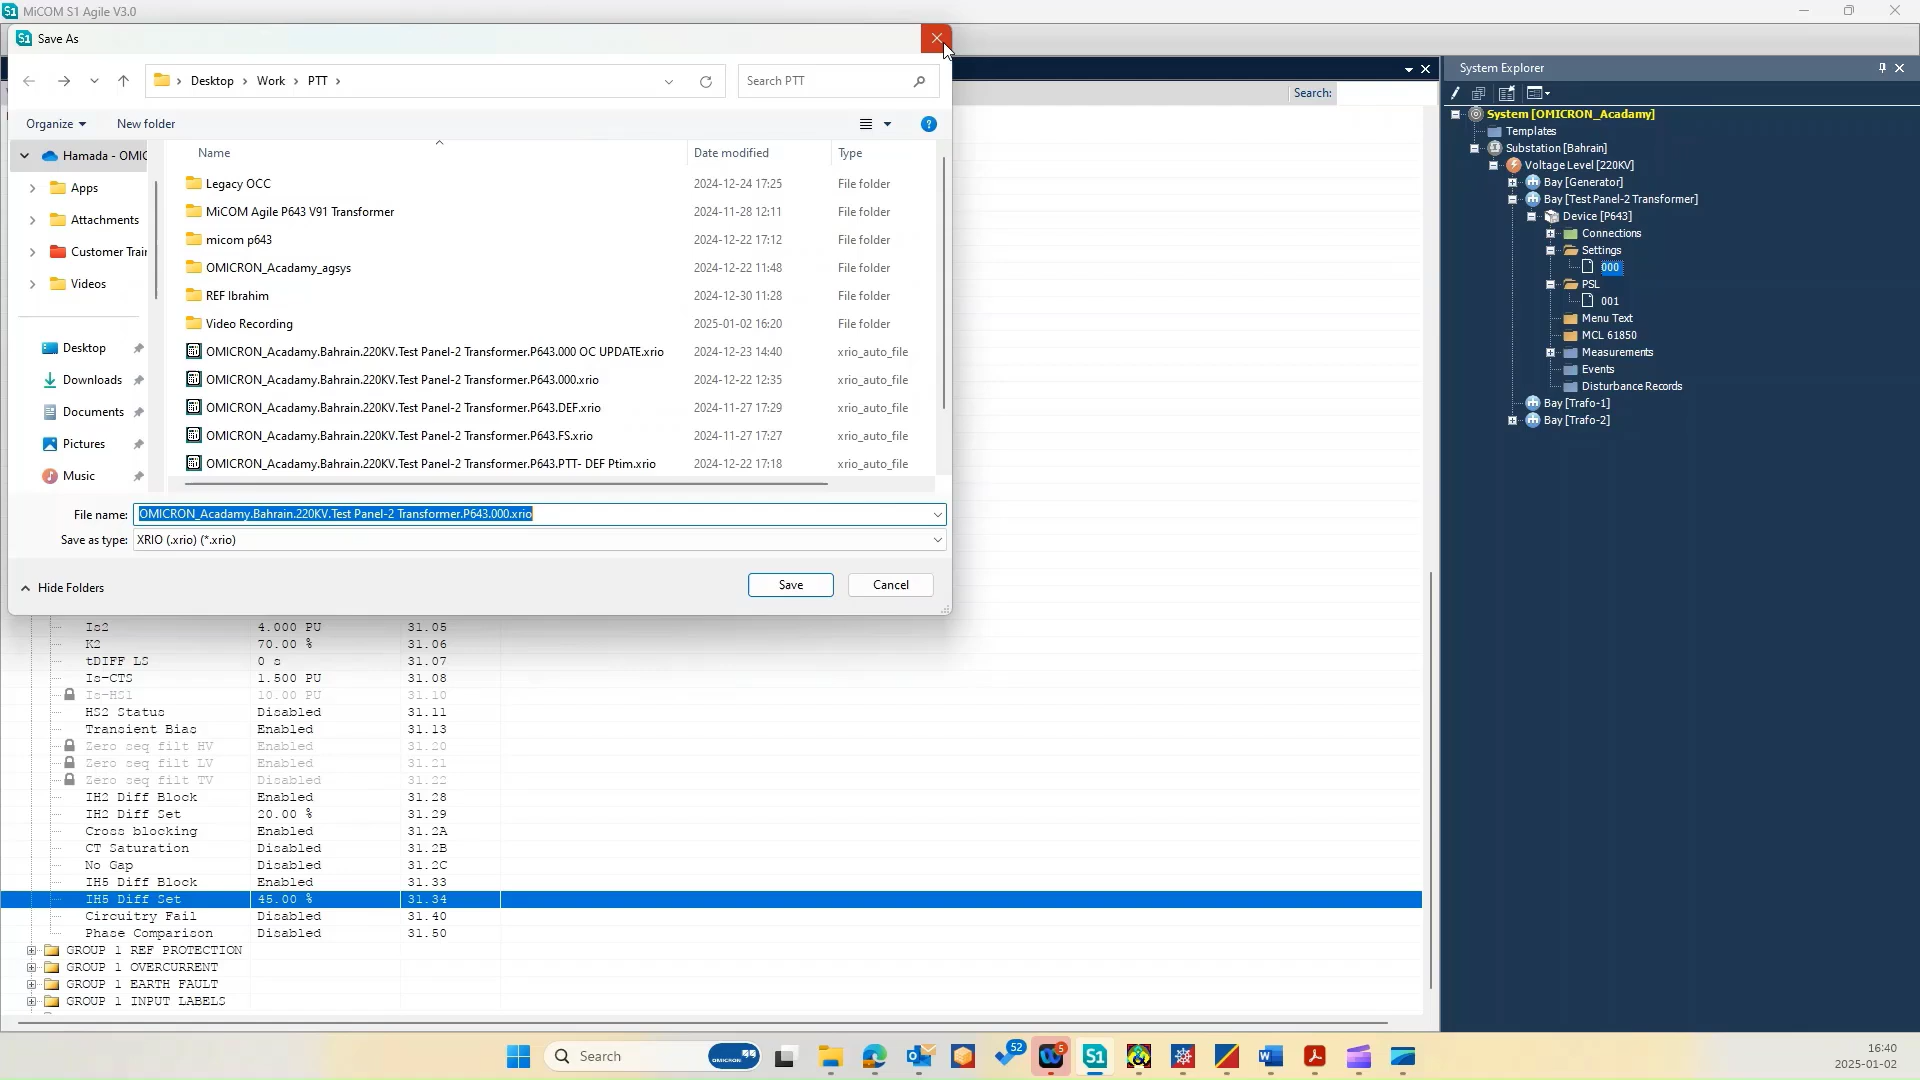 MiCOM S1 Agile V3.0
Save As
Desktop > Work > PTT >
Search PTT
Organize
New folder
Hamada - OMIC
Apps
Attachments
Customer Trair
Videos
Desktop
Downloads
Documents
Pictures
Music
Name Date modified Type
Legacy OCC 2024-12-24 17:25 File folder
MiCOM Agile P643 V91 Transformer 2024-11-28 12:11 File folder
micom p643 2024-12-22 17:12 File folder
OMICRON_Acadamy_agsys 2024-12-22 11:48 File folder
REF Ibrahim 2024-12-30 11:28 File folder
Video Recording 2025-01-02 16:20 File folder
OMICRON_Acadamy.Bahrain.220KV.Test Panel-2 Transformer.P643.000 OC UPDATE.xrio 2024-12-23 14:40 xrio_auto_file
OMICRON_Acadamy.Bahrain.220KV.Test Panel-2 Transformer.P643.000.xrio 2024-12-22 12:35 xrio_auto_file
OMICRON_Acadamy.Bahrain.220KV.Test Panel-2 Transformer.P643.DEF.xrio 2024-11-27 17:29 xrio_auto_file
OMICRON_Acadamy.Bahrain.220KV.Test Panel-2 Transformer.P643.FS.xrio 2024-11-27 17:27 xrio_auto_file
OMICRON_Acadamy.Bahrain.220KV.Test Panel-2 Transformer.P643.PTT- DEF Ptim.xrio 2024-12-22 17:18 xrio_auto_file
File name: OMICRON_Acadamy.Bahrain.220KV.Test Panel-2 Transformer.P643.000.xrio
Save as type: XRIO (.xrio) (*.xrio)
Hide Folders
Save
Cancel
Is2 4.000 PU 31.05
K2 70.00 % 31.06
tDIFF LS 0 s 31.07
Is-CTS 1.500 PU 31.08
Is-HS1 10.00 PU 31.10
HS2 Status Disabled 31.11
Transient Bias Enabled 31.13
Zero seq filt HV Enabled 31.20
Zero seq filt LV Enabled 31.21
Zero seq filt TV Disabled 31.22
IH2 Diff Block Enabled 31.28
IH2 Diff Set 20.00 % 31.29
Cross blocking Enabled 31.2A
CT Saturation Disabled 31.2B
No Gap Disabled 31.2C
IH5 Diff Block Enabled 31.33
IH5 Diff Set 45.00 % 31.34
Circuitry Fail Disabled 31.40
Phase Comparison Disabled 31.50
GROUP 1 REF PROTECTION
GROUP 1 OVERCURRENT
GROUP 1 EARTH FAULT
GROUP 1 INPUT LABELS
Search:
System Explorer
System [OMICRON_Acadamy]
Templates
Substation [Bahrain]
Voltage Level [220KV]
Bay [Generator]
Bay [Test Panel-2 Transformer]
Device [P643]
Connections
Settings
000
PSL
001
Menu Text
MCL 61850
Measurements
Events
Disturbance Records
Bay [Trafo-1]
Bay [Trafo-2]
Search
OMICRON
52
5
S1
16:40
2025-01-02